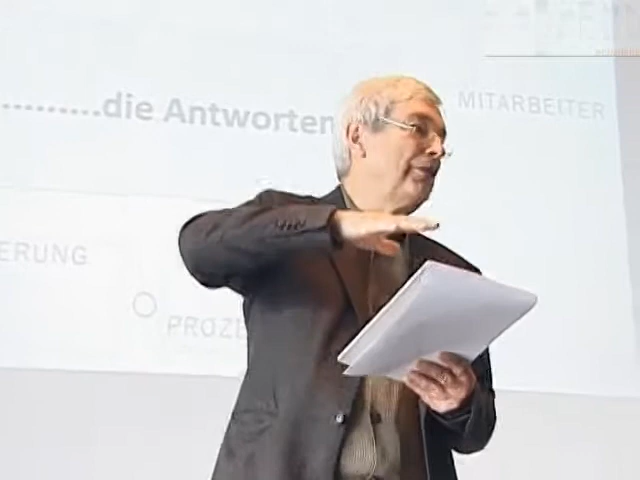 ..........die Antworten
MITARBEITER
ERUNG
PROZE